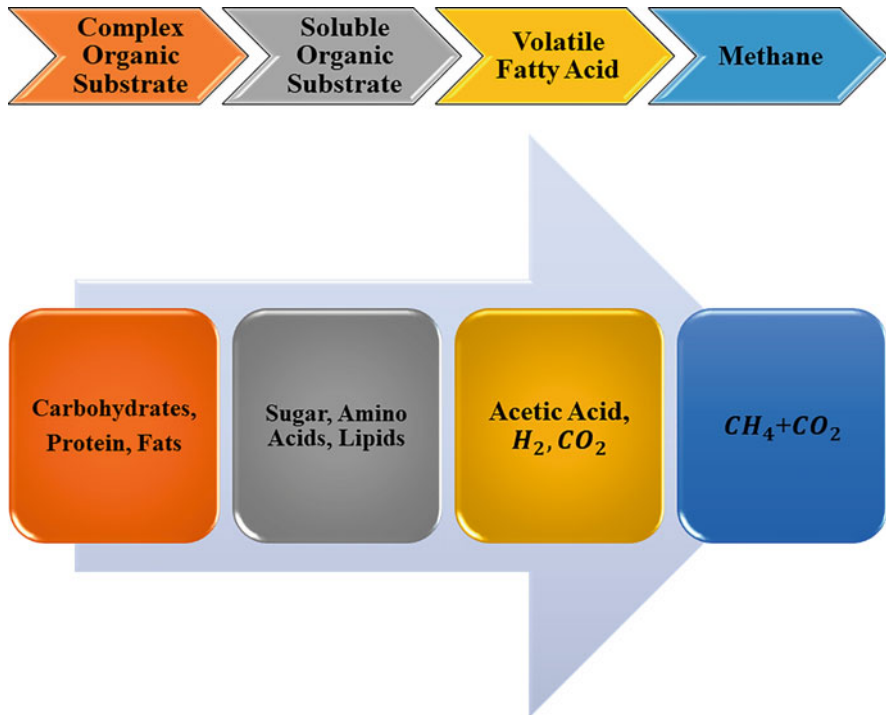 Complex
Organic
Substrate
Soluble
Organic
Substrate
Volatile
Fatty Acid
Methane
Carbohydrates,
Protein, Fats
Sugar, Amino
Acids, Lipids
Acetic Acid,
H₂, CO₂
CH₄+CO₂